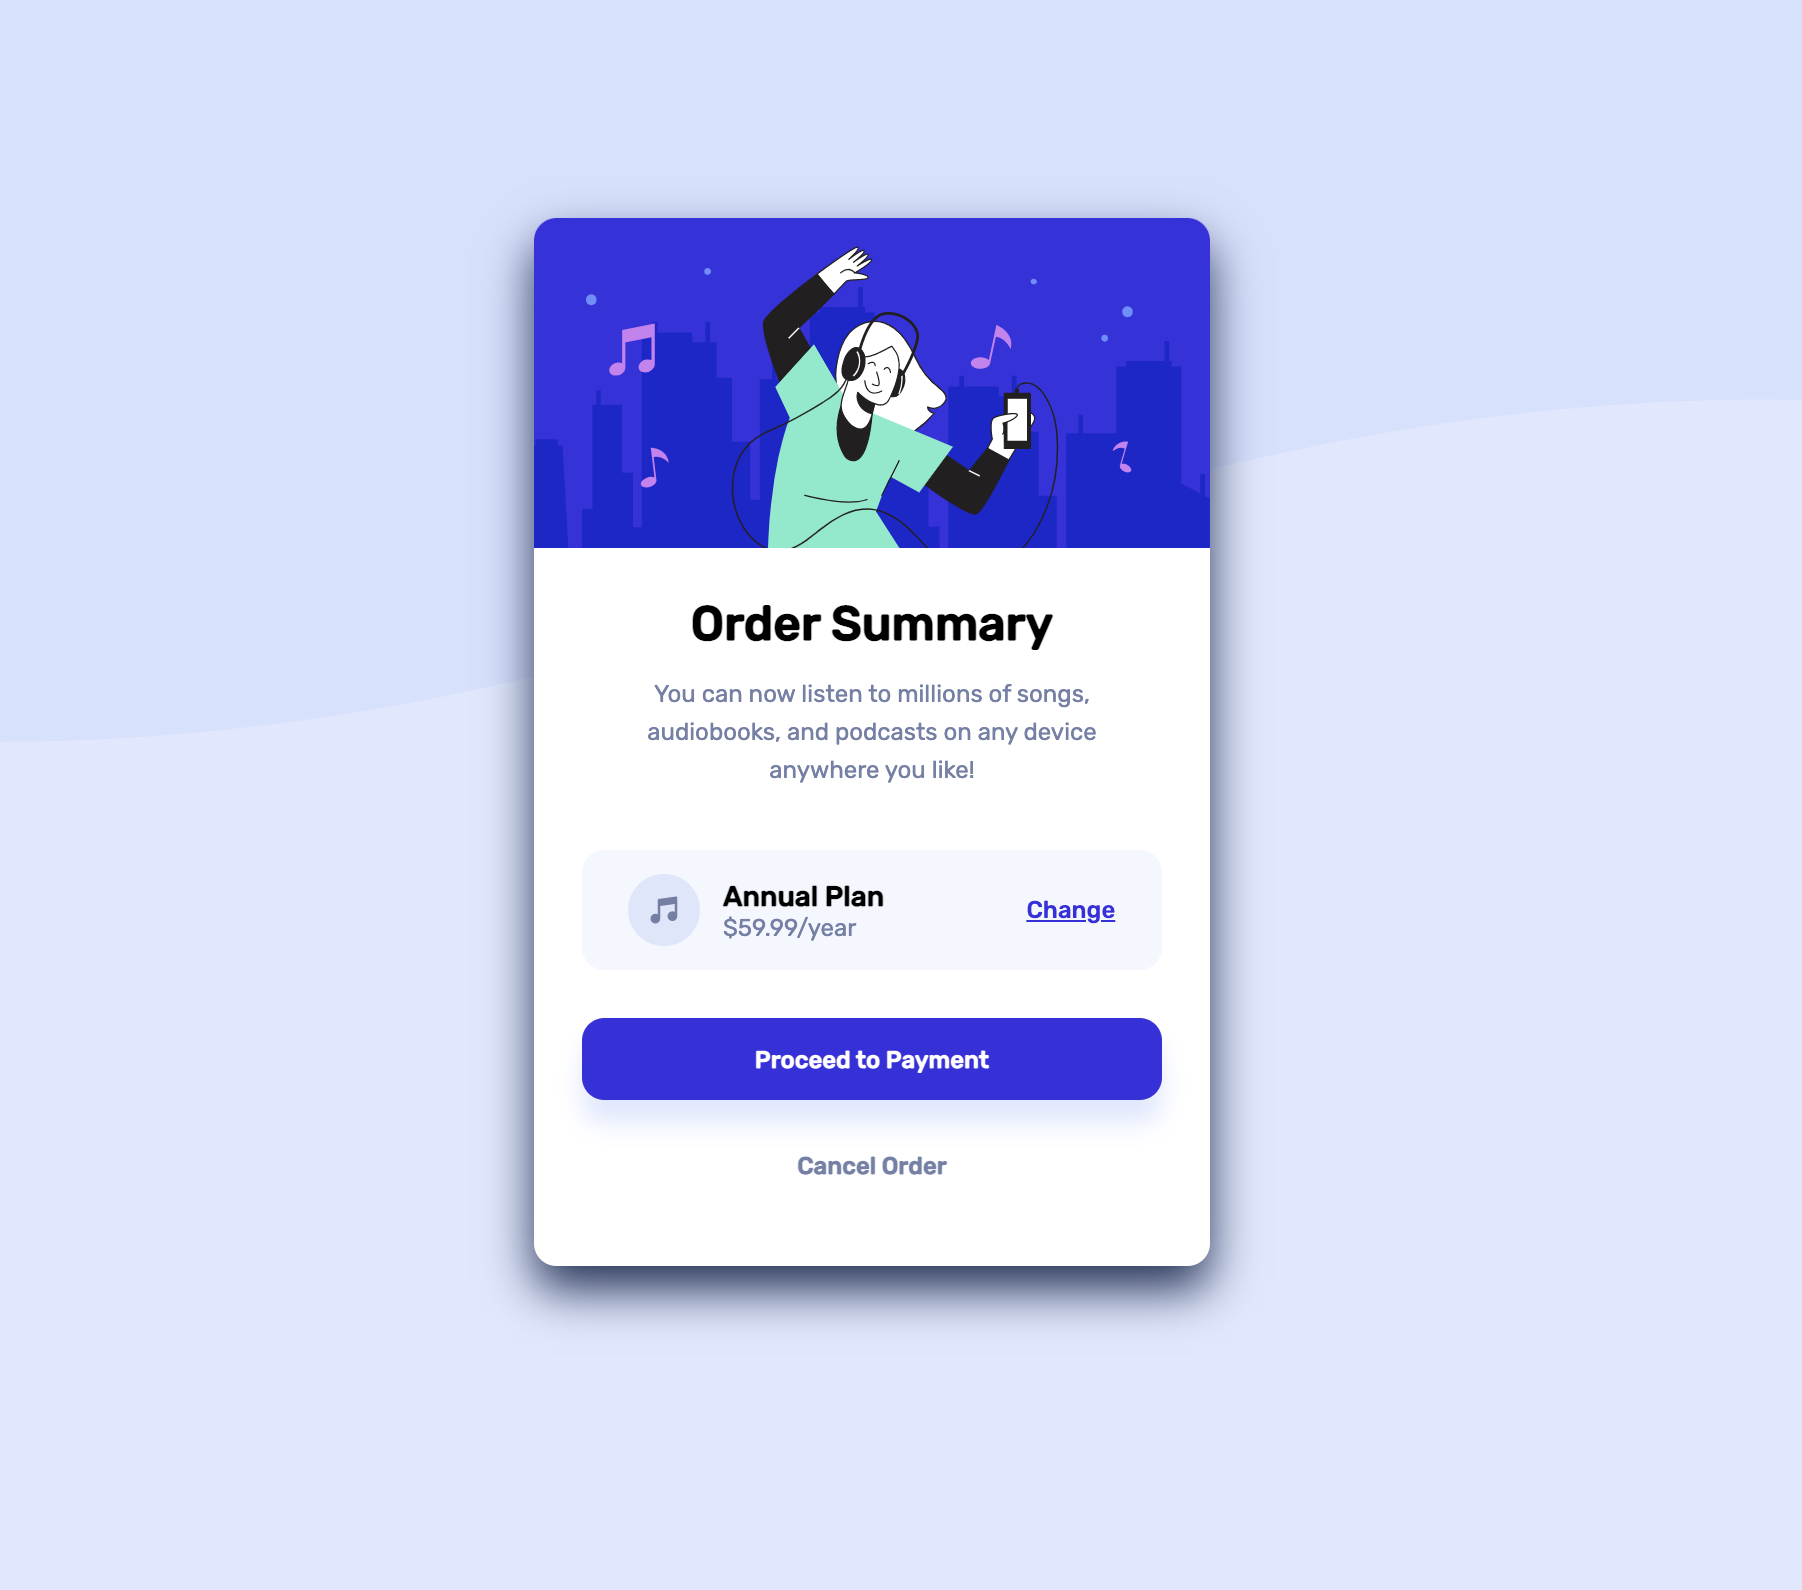 Order Summary
You can now listen to millions of songs,
audiobooks, and podcasts on any device
anywhere you like!
Annual Plan
$59.99/year
Change
Proceed to Payment
Cancel Order